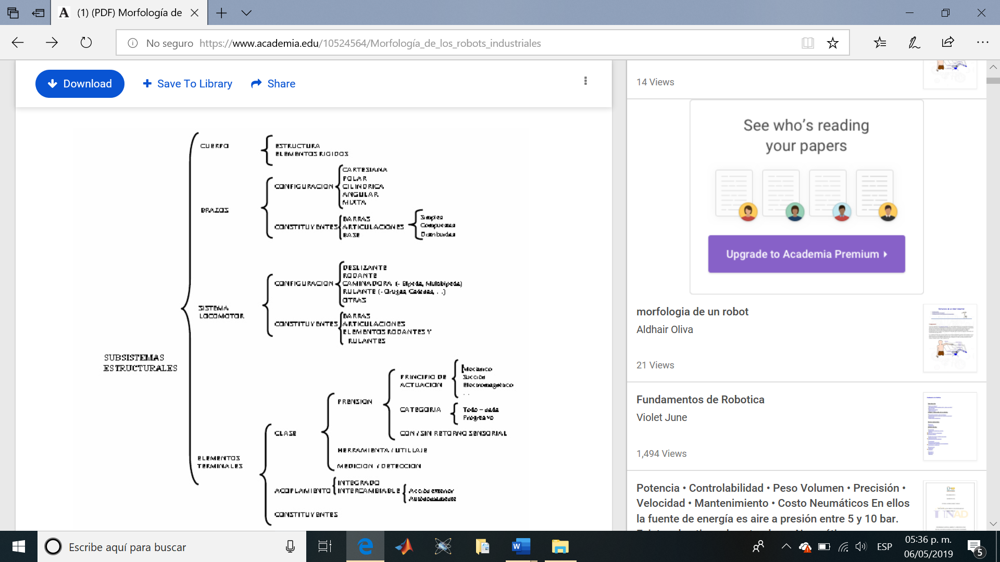 (1) (PDF) Morfología de
No seguro https://www.academia.edu/10524564/Morfología_de_los_robots_industriales
Download
Save To Library
Share
CUERPO
ESTRUCTURA
ELEMENTOS RIGIDOS
CONFIGURACION
CARTESIANA
POLAR
CILINDRICA
ANGULAR
MIXTA
BRAZOS
CONSTITUYENTES
BARRAS
ARTICULACIONES
BASE
Simples
Compuestas
Distribuidas
CONFIGURACION
DESLIZANTE
RODANTE
CAMINADORA (- Bipeda, Multibipeda)
RULANTE (- Orugas, Cadenas, . .)
OTRAS
SISTEMA
LOCOMOTOR
CONSTITUYENTES
BARRAS
ARTICULACIONES
ELEMENTOS RODANTES Y
RULANTES
SUBSISTEMAS
ESTRUCTURALES
PRINCIPIO DE
ACTUACION
Mecánico
Succión
Electromagnético
. .
PRENSION
CATEGORIA
Todo - nada
Progresivo
CON / SIN RETORNO SENSORIAL
CLASE
HERRAMIENTA / UTILLAJE
MEDICION / DETECCION
ELEMENTOS
TERMINALES
ACOPLAMIENTO
INTEGRADO
INTERCAMBIABLE
Acción exterior
Autónomamente
CONSTITUYENTES
14 Views
See who's reading
your papers
Upgrade to Academia Premium
morfologia de un robot
Aldhair Oliva
21 Views
Fundamentos de Robotica
Violet June
1,494 Views
Potencia • Controlabilidad • Peso Volumen • Precisión •
Velocidad • Mantenimiento • Costo Neumáticos En ellos
la fuente de energía es aire a presión entre 5 y 10 bar.
Escribe aquí para buscar
ESP
05:36 p. m.
06/05/2019
5